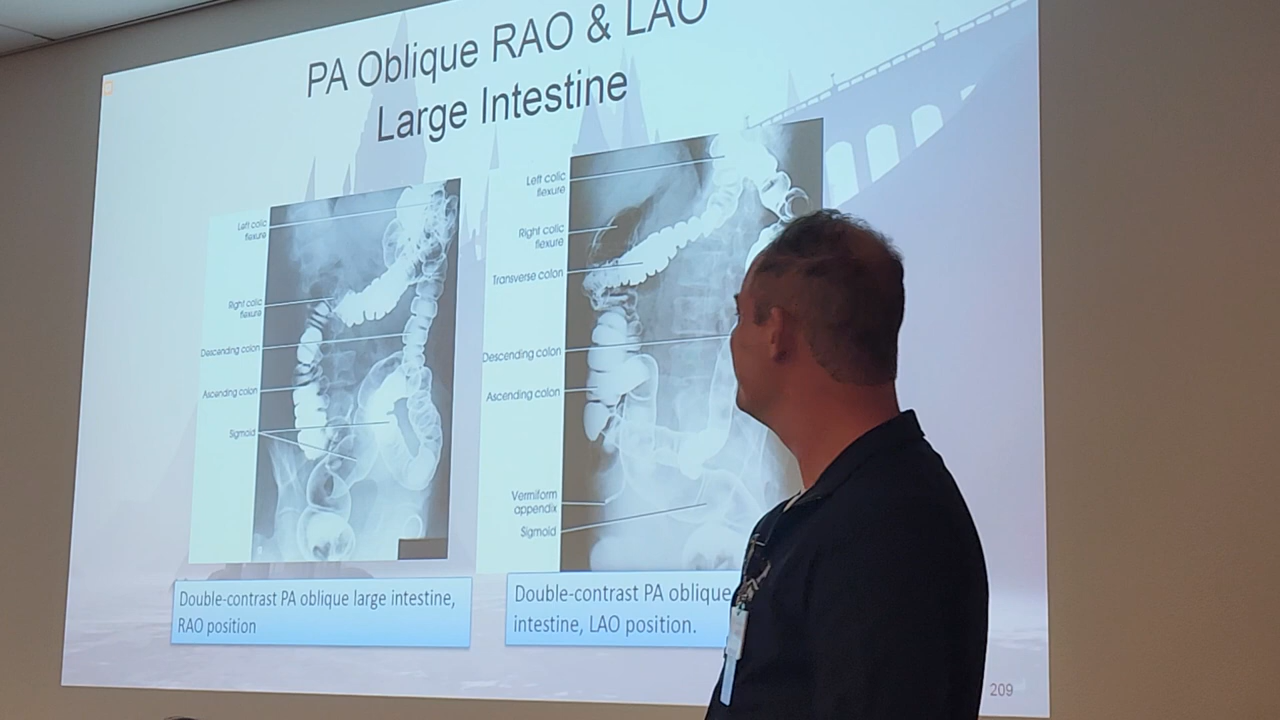 PA Oblique RAO & LAO
Large Intestine
Left colic
flexure
Right colic
flexure
Descending colon
Ascending colon
Sigmoid
Left colic
flexure
Right colic
flexure
Transverse colon
Descending colon
Ascending colon
Vermiform
appendix
Sigmoid
Double-contrast PA oblique large intestine,
RAO position
Double-contrast PA oblique
intestine, LAO position.
209